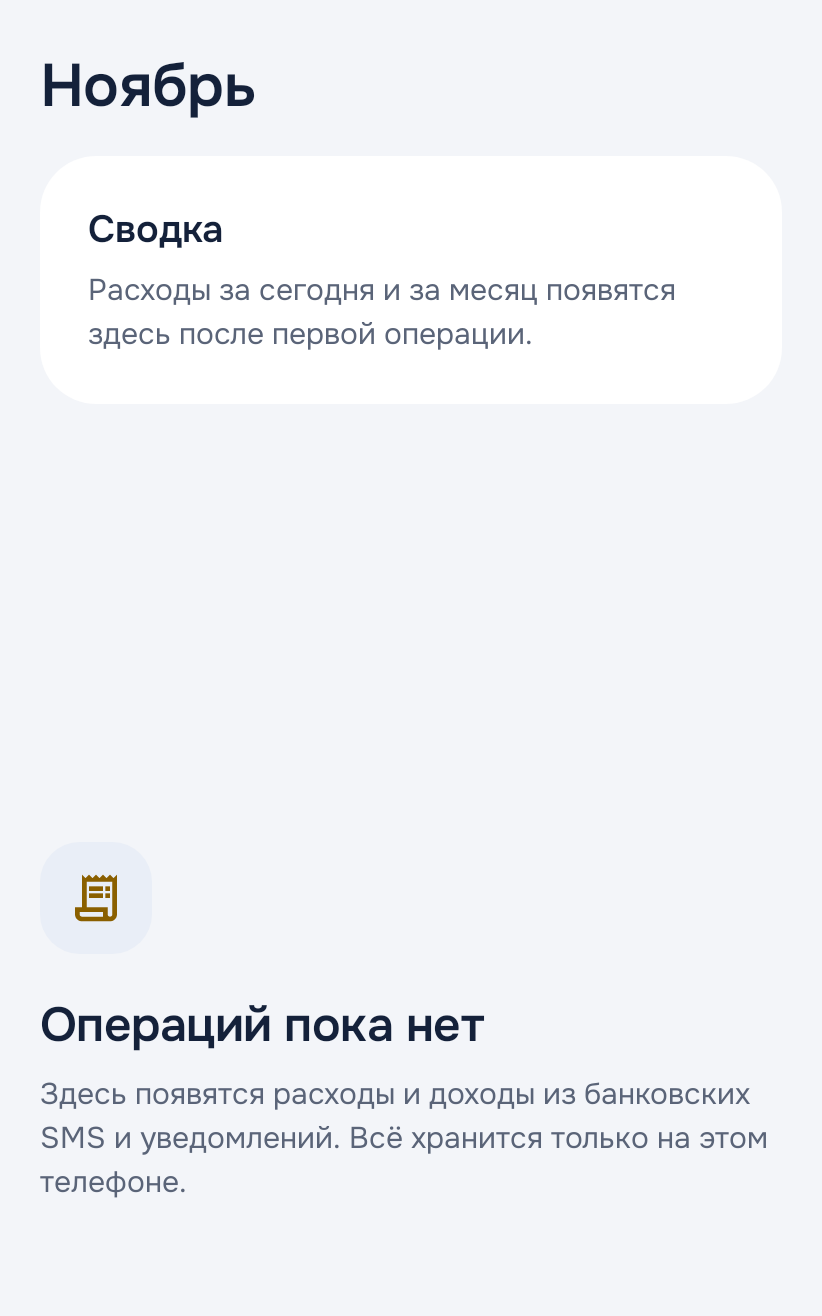 Ноябрь
Сводка
Расходы за сегодня и за месяц появятся
здесь после первой операции.
Операций пока нет
Здесь появятся расходы и доходы из банковских
SMS и уведомлений. Всё хранится только на этом
телефоне.